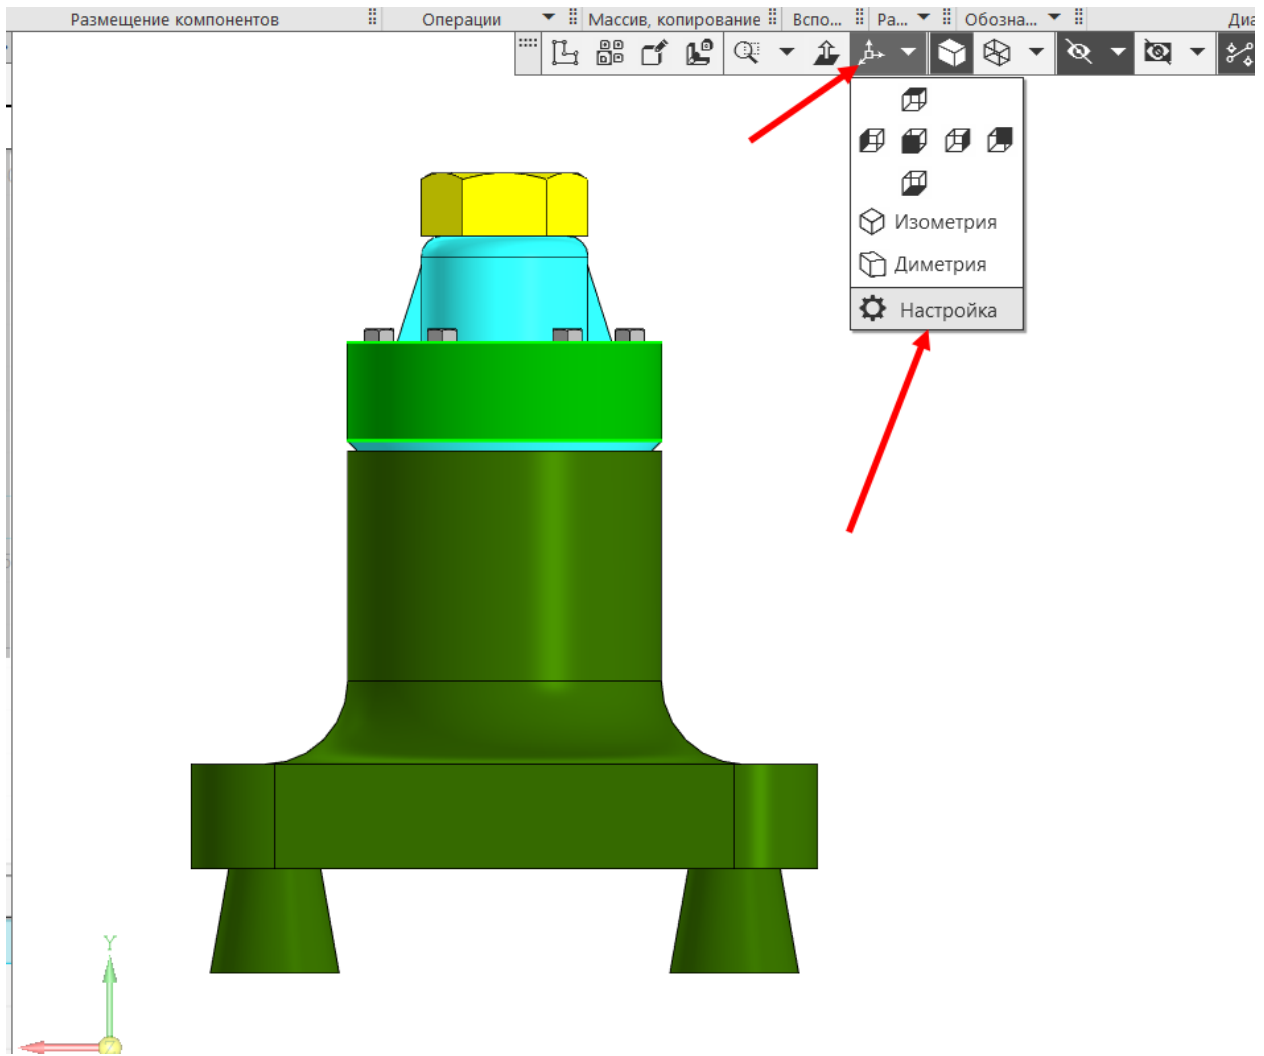 Размещение компонентов Операции Массив, копирование Вспо... Ра... Обозна... Диа
Изометрия
Диметрия
Настройка
Y
Z